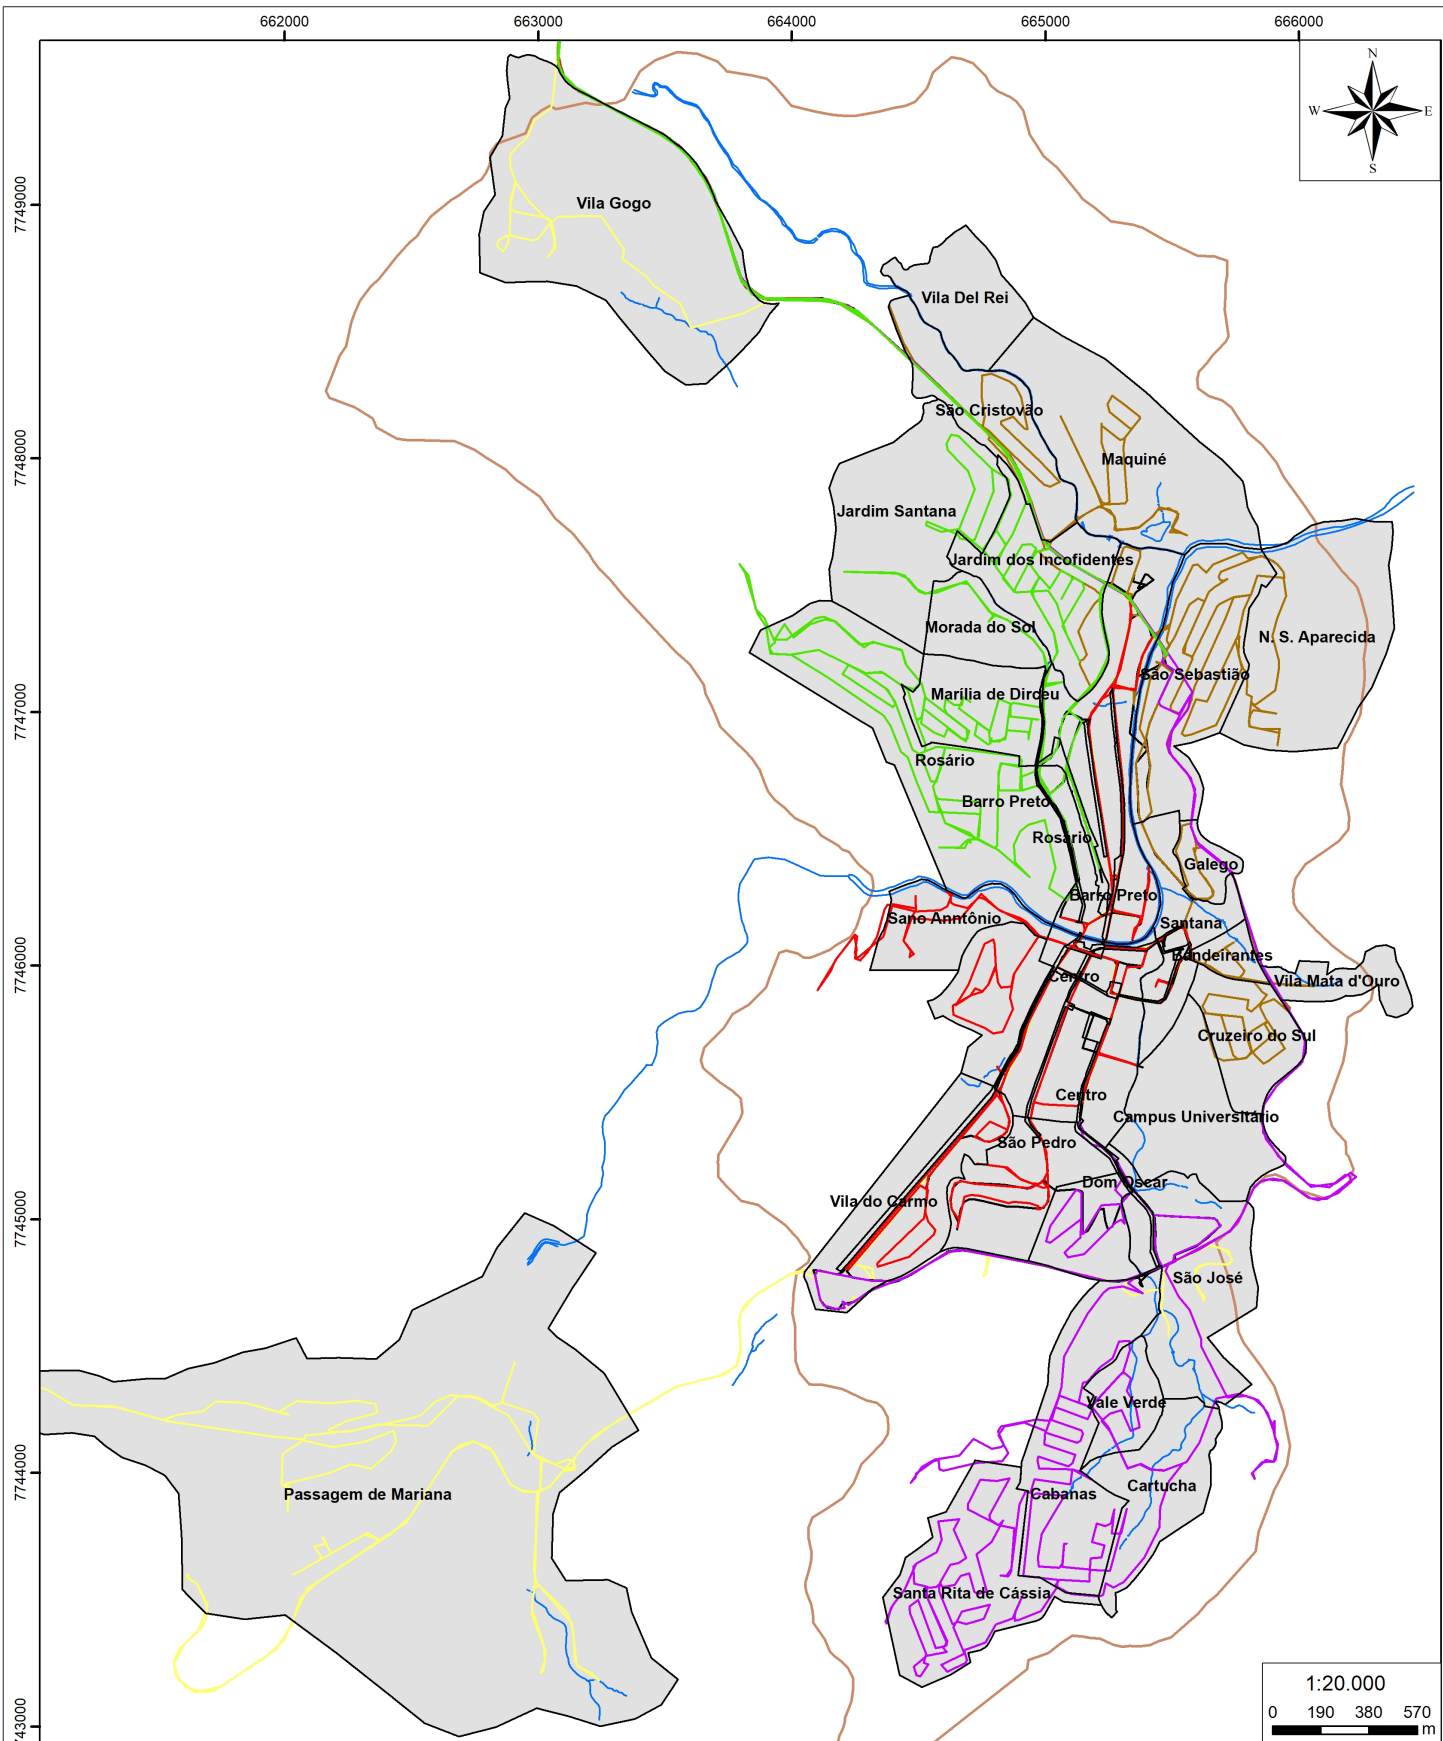 662000 663000 664000 665000 666000
N
W E
S
7749000
Vila Gogo
Vila Del Rei
São Cristovão
7748000
Maquiné
Jardim Santana
Jardim dos Incofidentes
Morada do Sol
N. S. Aparecida
São Sebastião
7747000
Marília de Dirceu
Rosário
Barro Preto
Rosário
Galego
Barro Preto
Sano Anntônio
Santana
Bandeirantes
7746000
Centro
Vila Mata d'Ouro
Cruzeiro do Sul
Centro
Campus Universitário
São Pedro
Dom Oscar
Vila do Carmo
7745000
São José
Vale Verde
7744000
Cartucha
Passagem de Mariana
Cabanas
Santa Rita de Cássia
43000
1:20.000
0 190 380 570
m